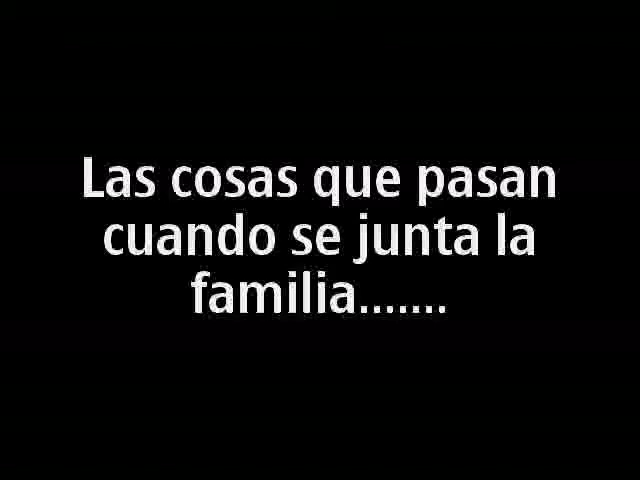 Las cosas que pasan
cuando se junta la
familia.......